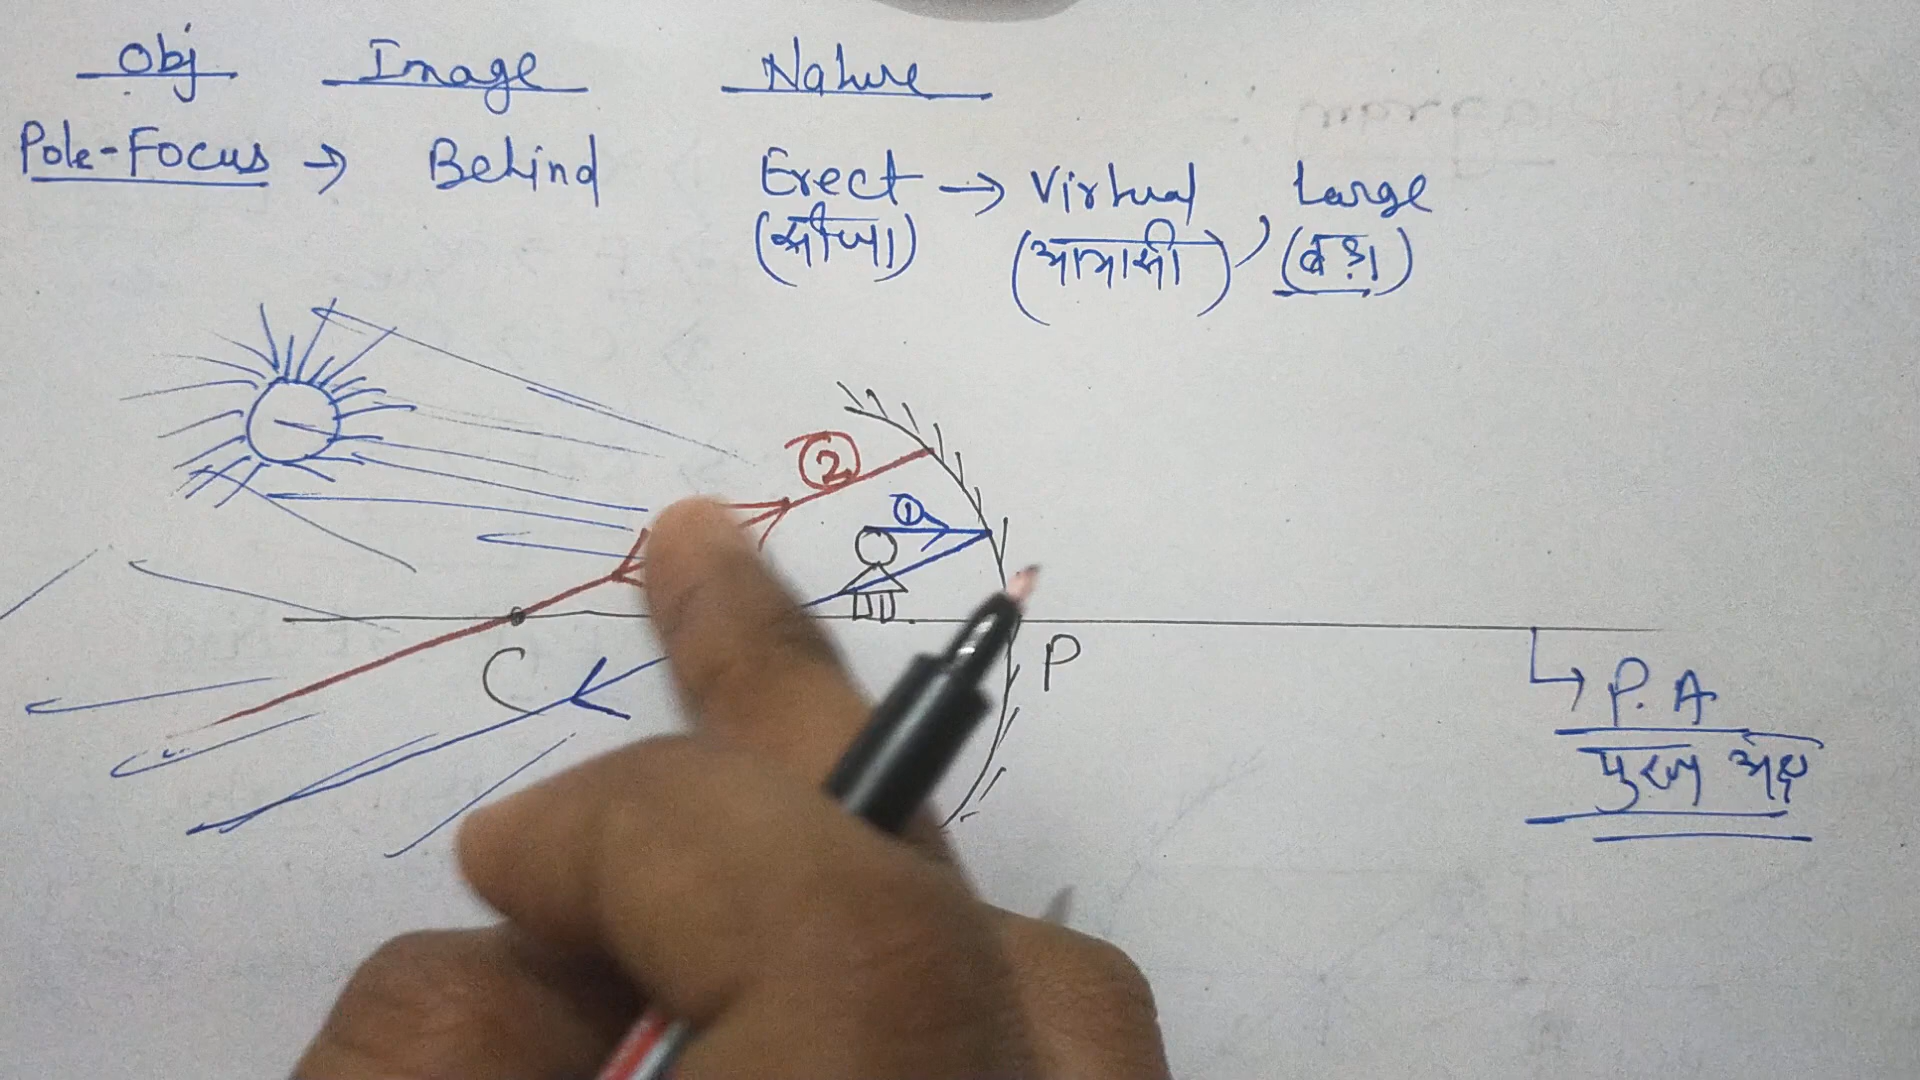 Obj Image Nature
Pole-Focus → Behind Erect → Virtual, Large
(सीधा) (आभासी), (बड़ा)
②
①
C
P
P.A
मुख्य अक्ष